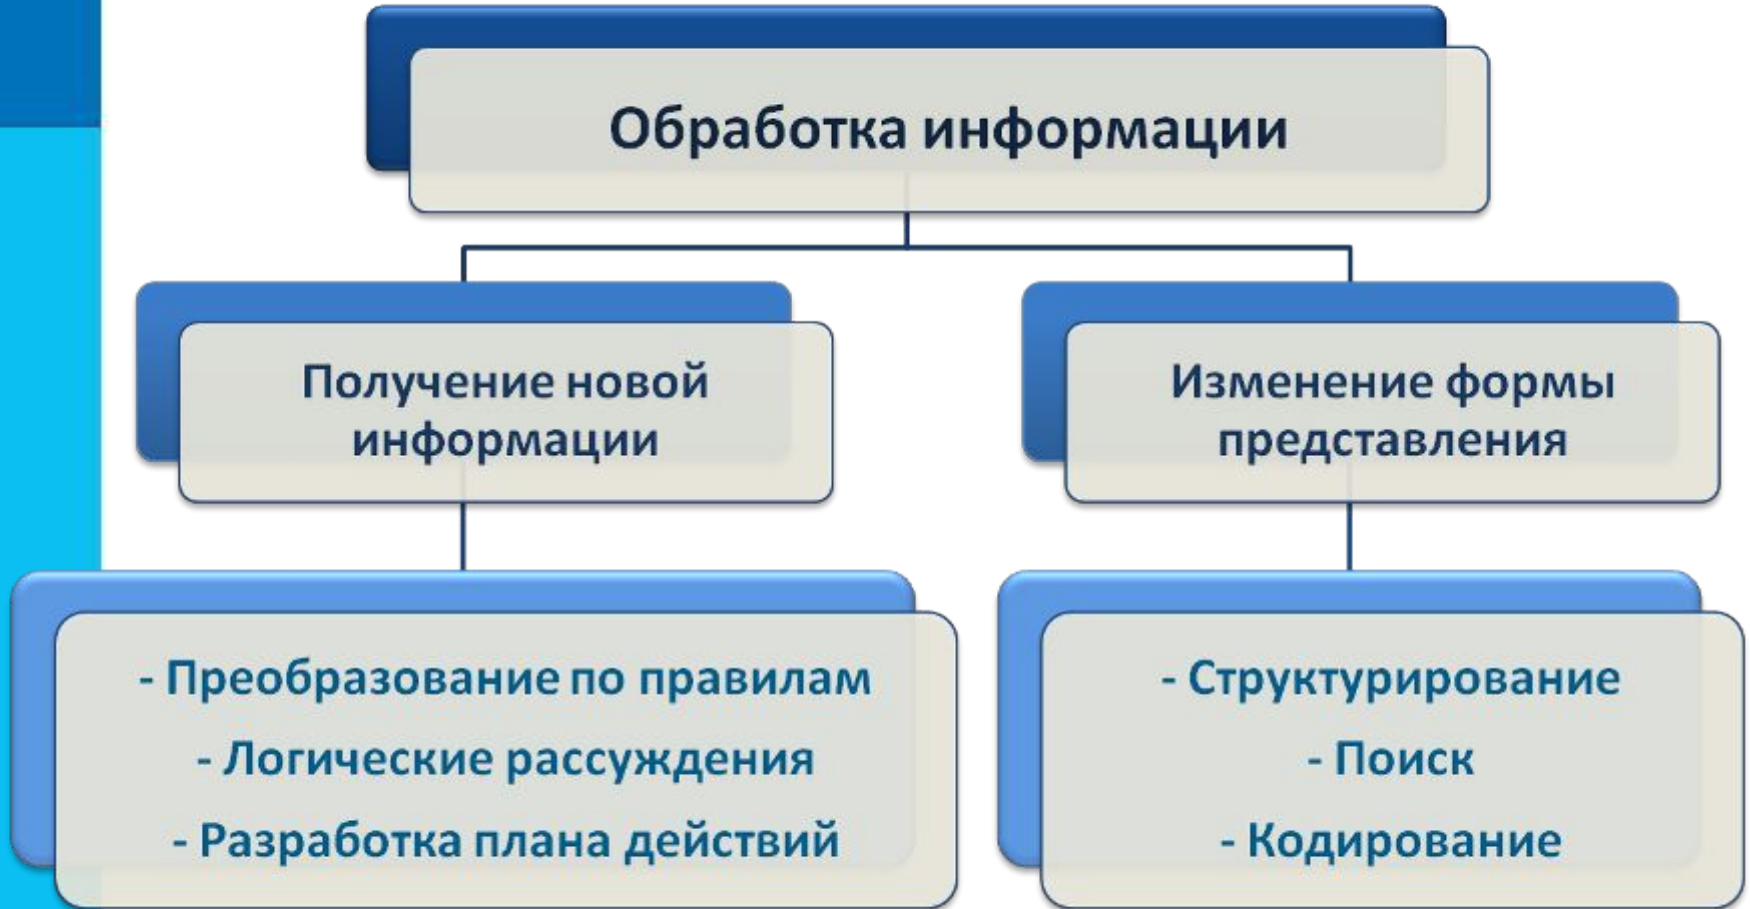 Обработка информации
Получение новой
информации
Изменение формы
представления
- Преобразование по правилам
- Логические рассуждения
- Разработка плана действий
- Структурирование
- Поиск
- Кодирование